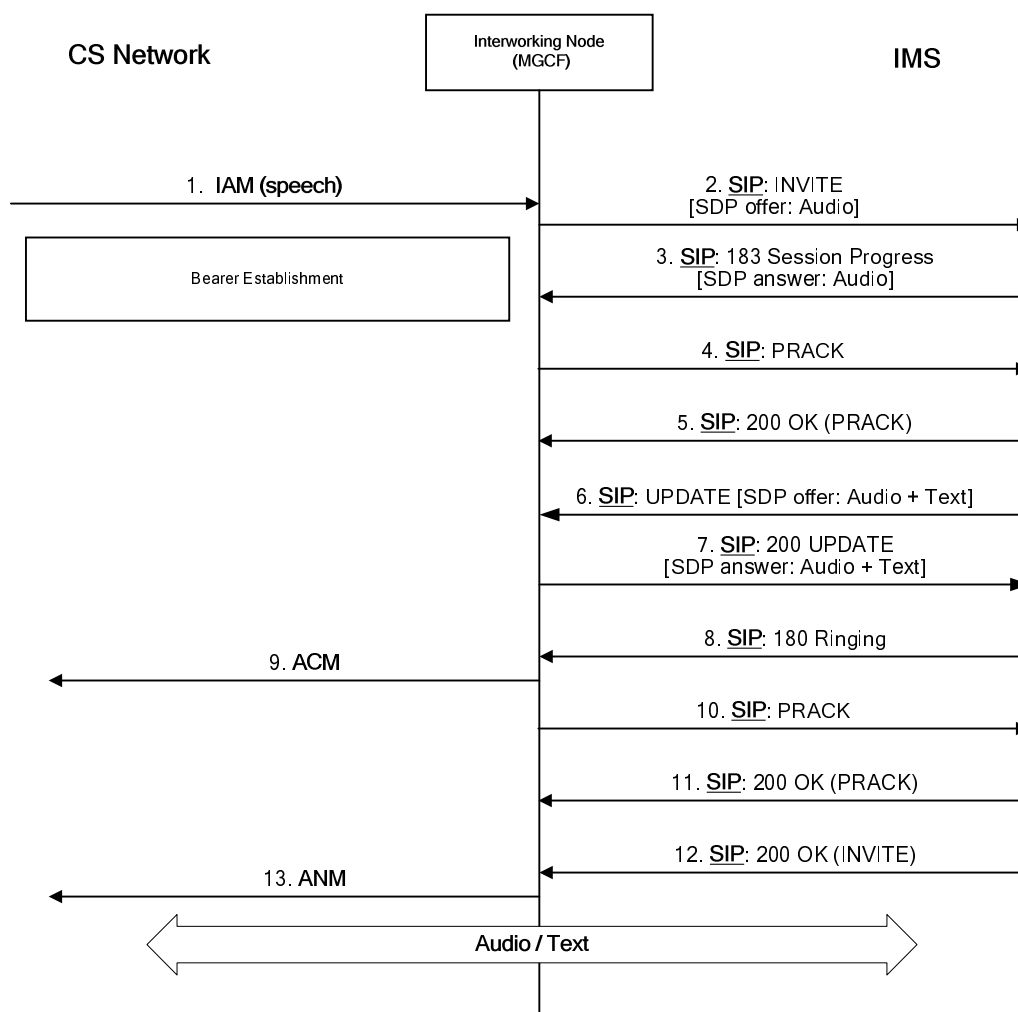 CS Network
Interworking Node
(MGCF)
IMS
1. IAM (speech)
2. SIP: INVITE
[SDP offer: Audio]
Bearer Establishment
3. SIP: 183 Session Progress
[SDP answer: Audio]
4. SIP: PRACK
5. SIP: 200 OK (PRACK)
6. SIP: UPDATE [SDP offer: Audio + Text]
7. SIP: 200 UPDATE
[SDP answer: Audio + Text]
8. SIP: 180 Ringing
9. ACM
10. SIP: PRACK
11. SIP: 200 OK (PRACK)
12. SIP: 200 OK (INVITE)
13. ANM
Audio / Text